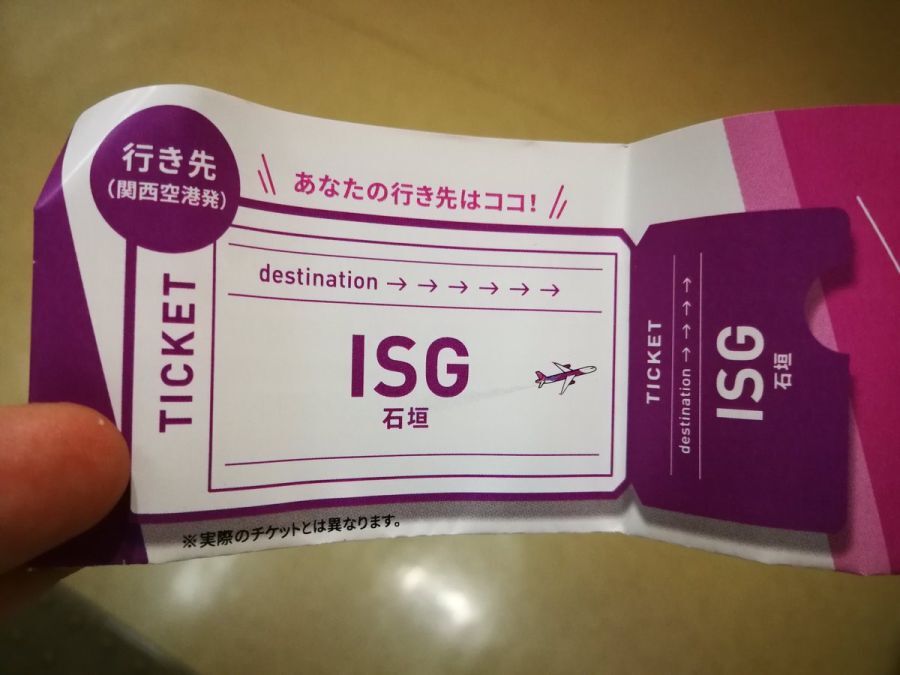 行き先
(関西空港発)
あなたの行き先はココ!
TICKET
destination → → → → → →
ISG
石垣
※実際のチケットとは異なります。
TICKET
destination → → → → →
ISG
石垣